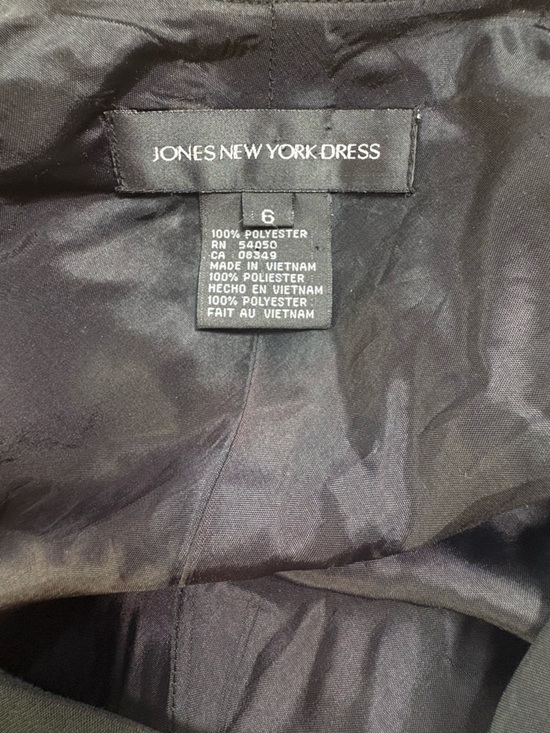 JONES NEW YORK DRESS
6
100% POLYESTER
RN 54050
CA 08349
MADE IN VIETNAM
100% POLIESTER
HECHO EN VIETNAM
100% POLYESTER
FAIT AU VIETNAM